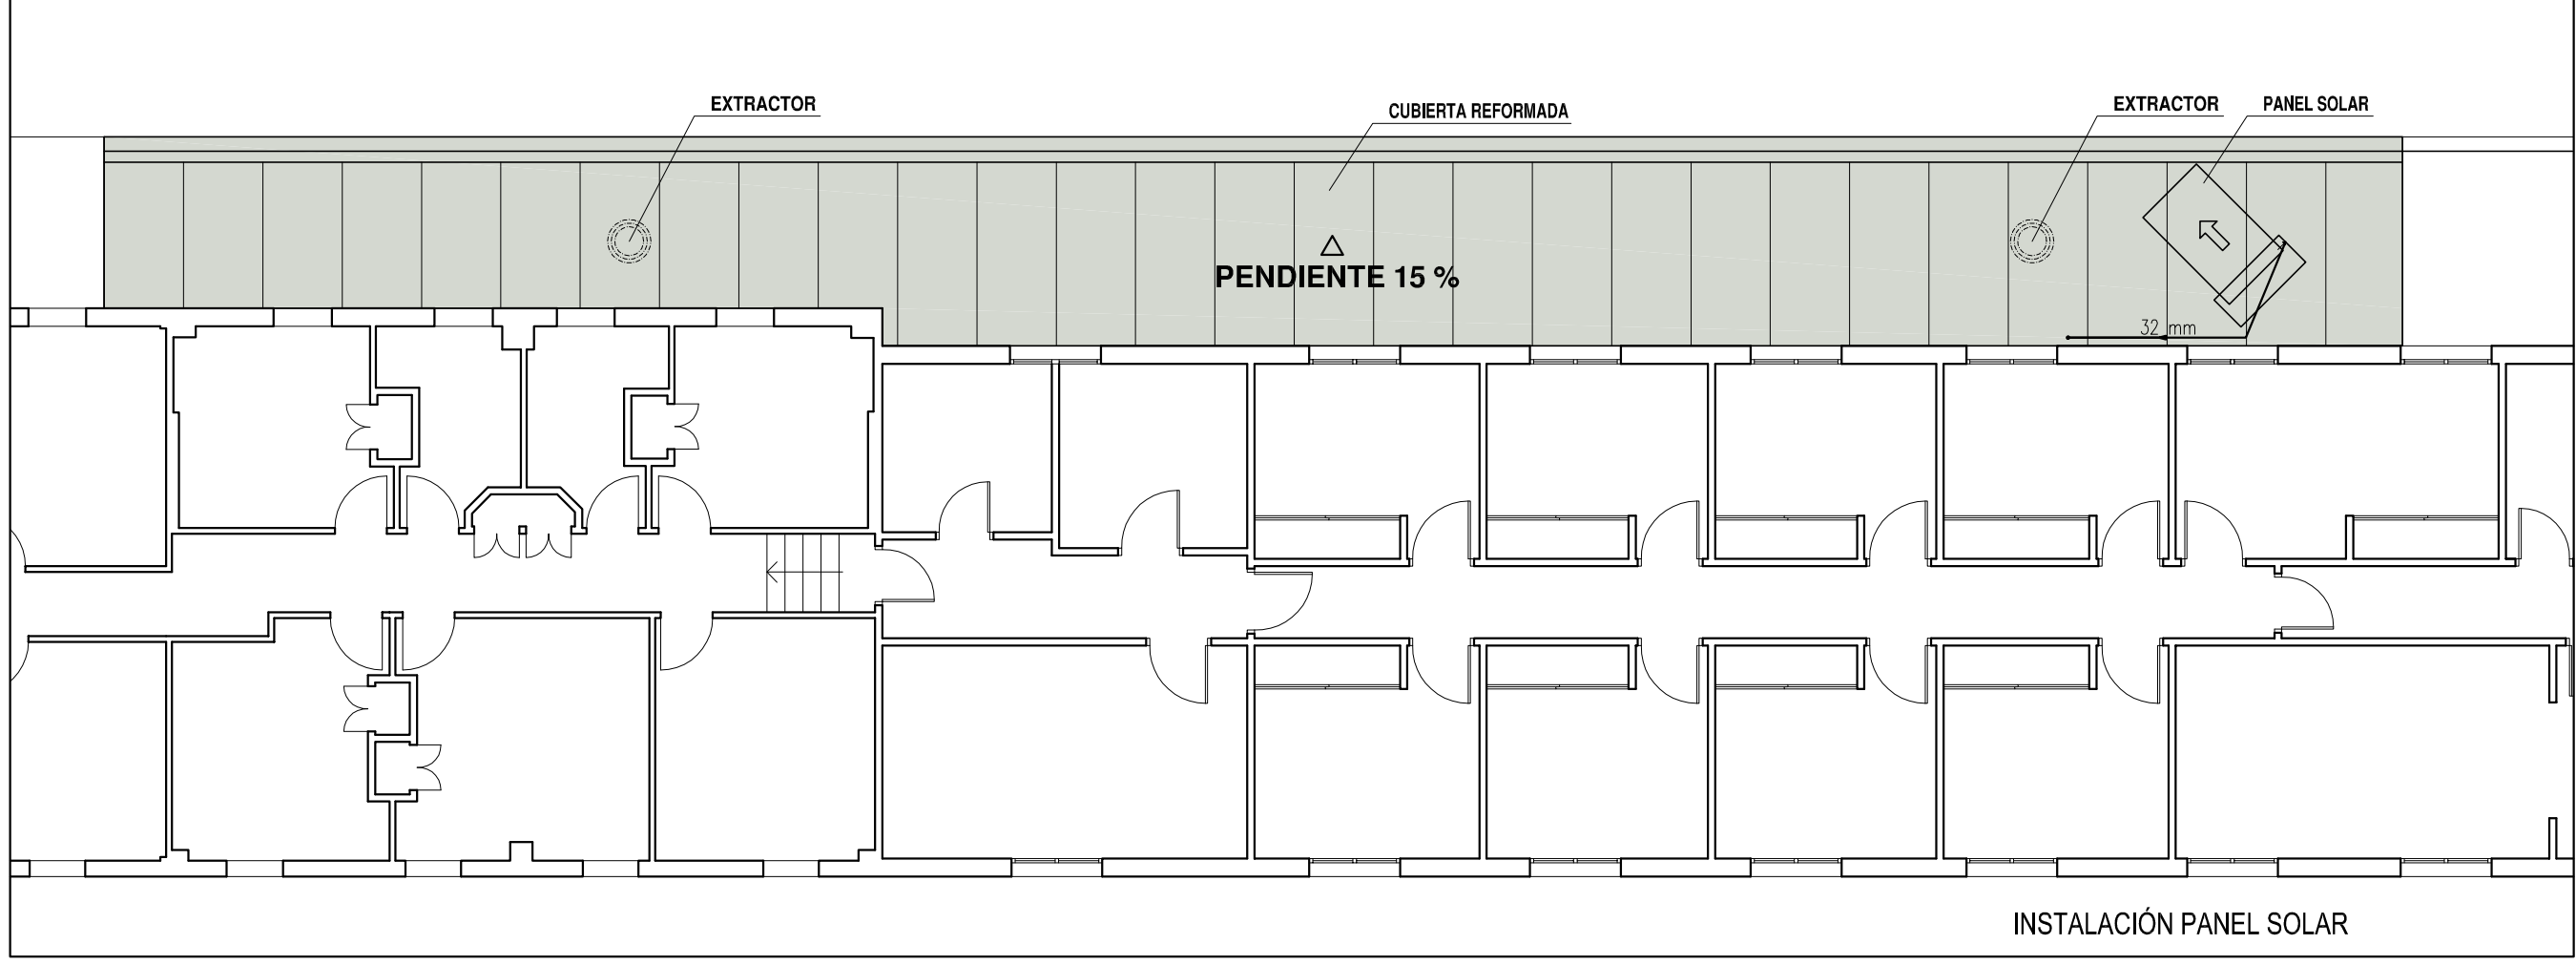 EXTRACTOR
CUBIERTA REFORMADA
EXTRACTOR
PANEL SOLAR
PENDIENTE 15 %
32 mm
INSTALACIÓN PANEL SOLAR